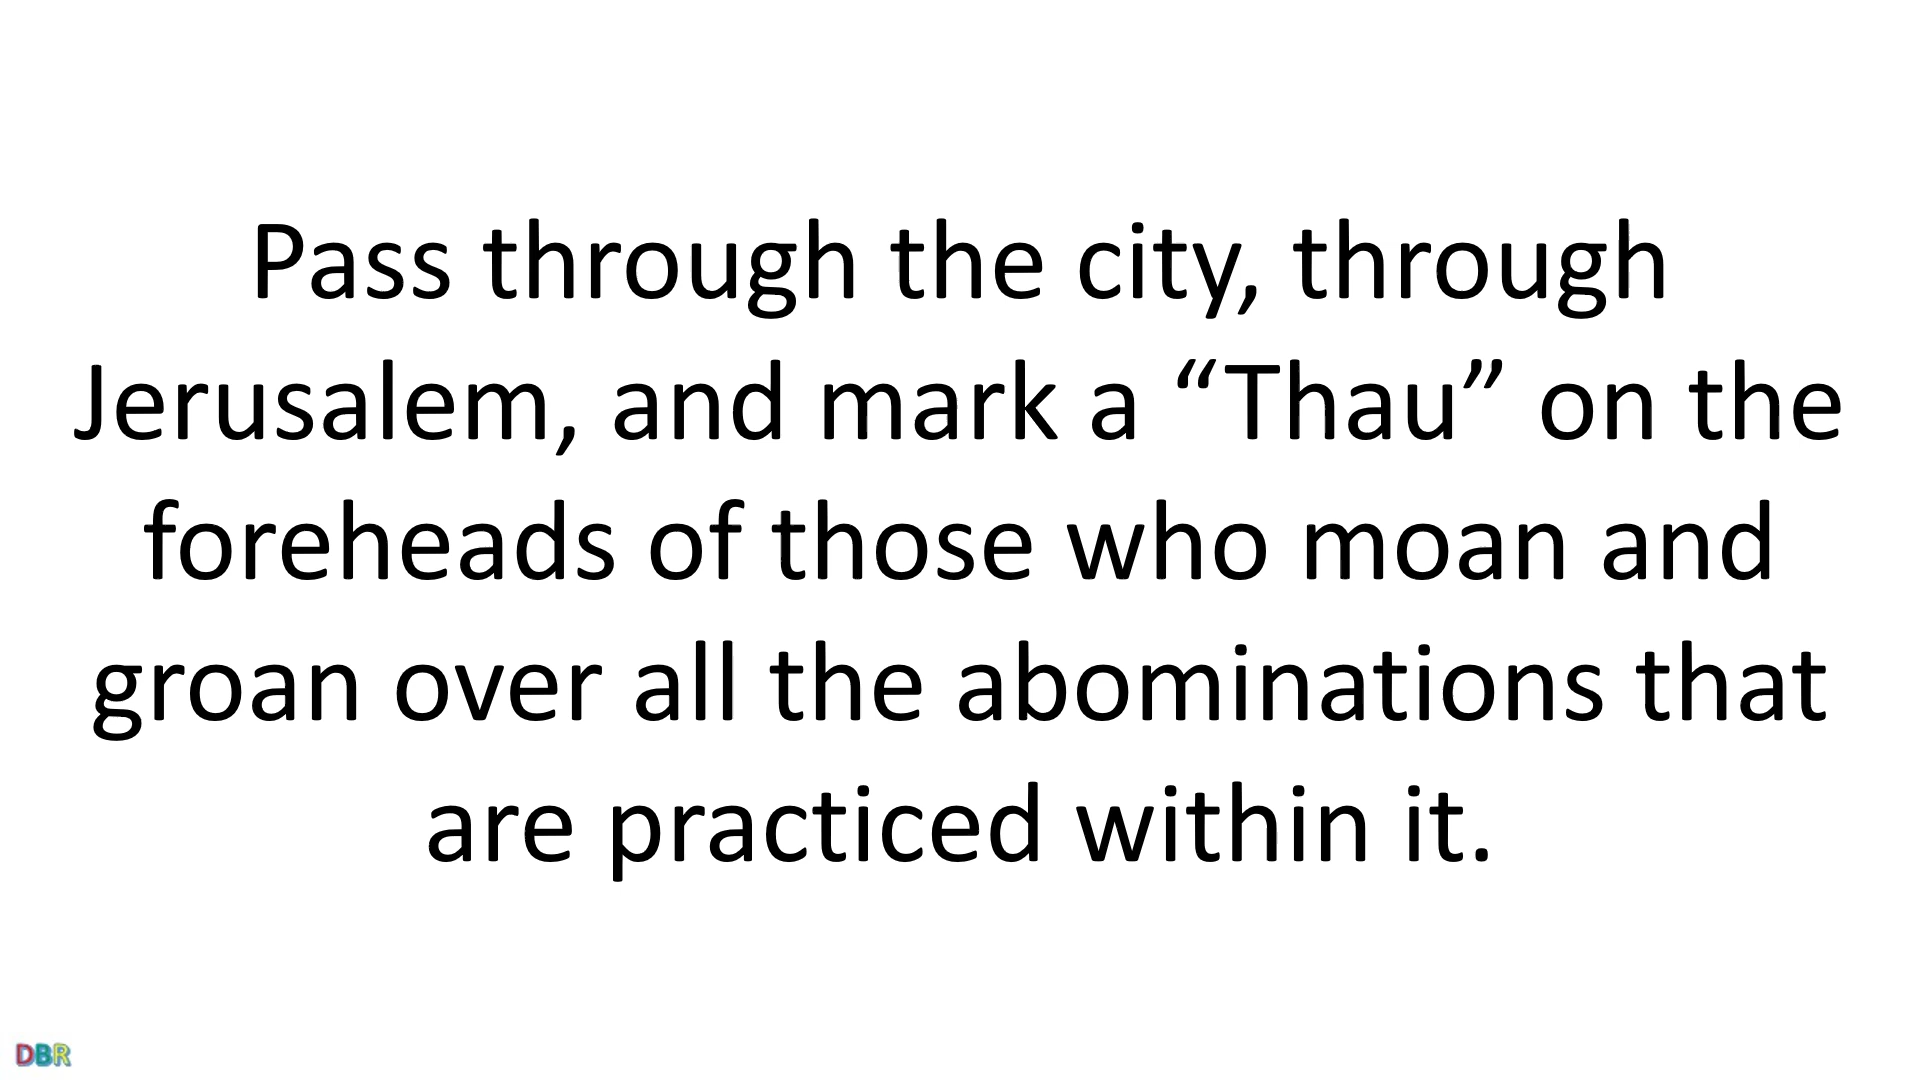 Pass through the city, through
Jerusalem, and mark a “Thau” on the
foreheads of those who moan and
groan over all the abominations that
are practiced within it.
DBR